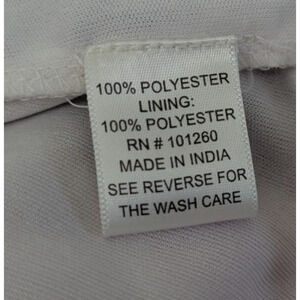 100% POLYESTER
LINING:
100% POLYESTER
RN # 101260
MADE IN INDIA
SEE REVERSE FOR
THE WASH CARE